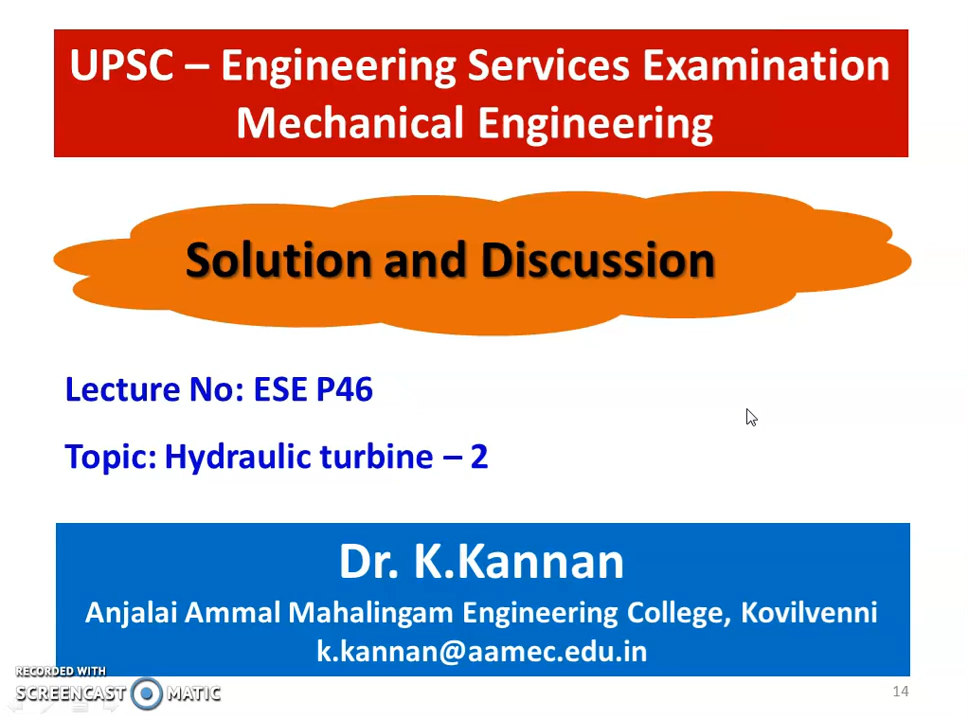 UPSC – Engineering Services Examination
Mechanical Engineering
Solution and Discussion
Lecture No: ESE P46
Topic: Hydraulic turbine – 2
Dr. K.Kannan
Anjalai Ammal Mahalingam Engineering College, Kovilvenni
k.kannan@aamec.edu.in
RECORDED WITH
SCREENCAST MATIC
14